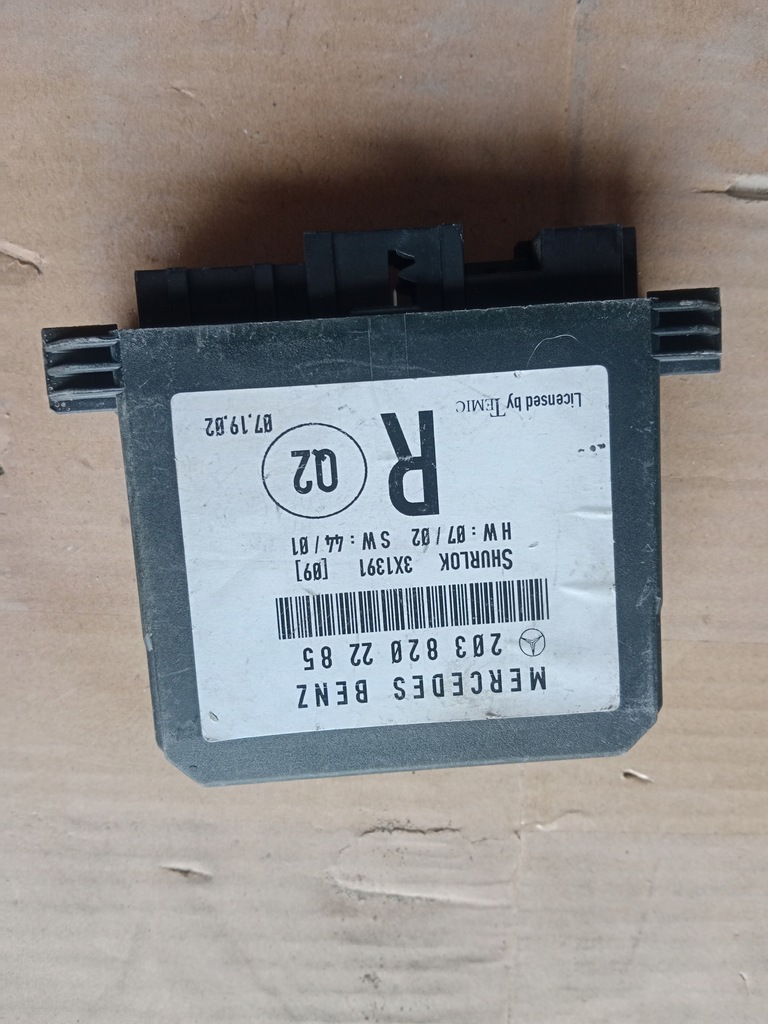 MERCEDES BENZ
203 820 22 85
SHURLOK 3X1391 [09]
HW: 07/02 SW: 44/01
R
Q2
07.19.02
Licensed by TEMIC